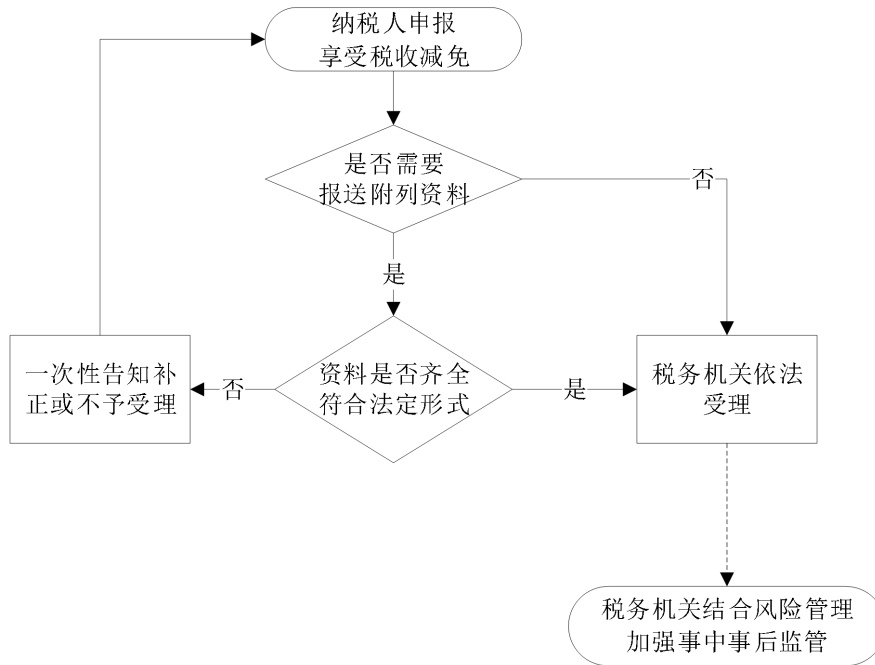 纳税人申报
享受税收减免
是否需要
报送附列资料
否
是
一次性告知补
正或不予受理
否
资料是否齐全
符合法定形式
是
税务机关依法
受理
税务机关结合风险管理
加强事中事后监管